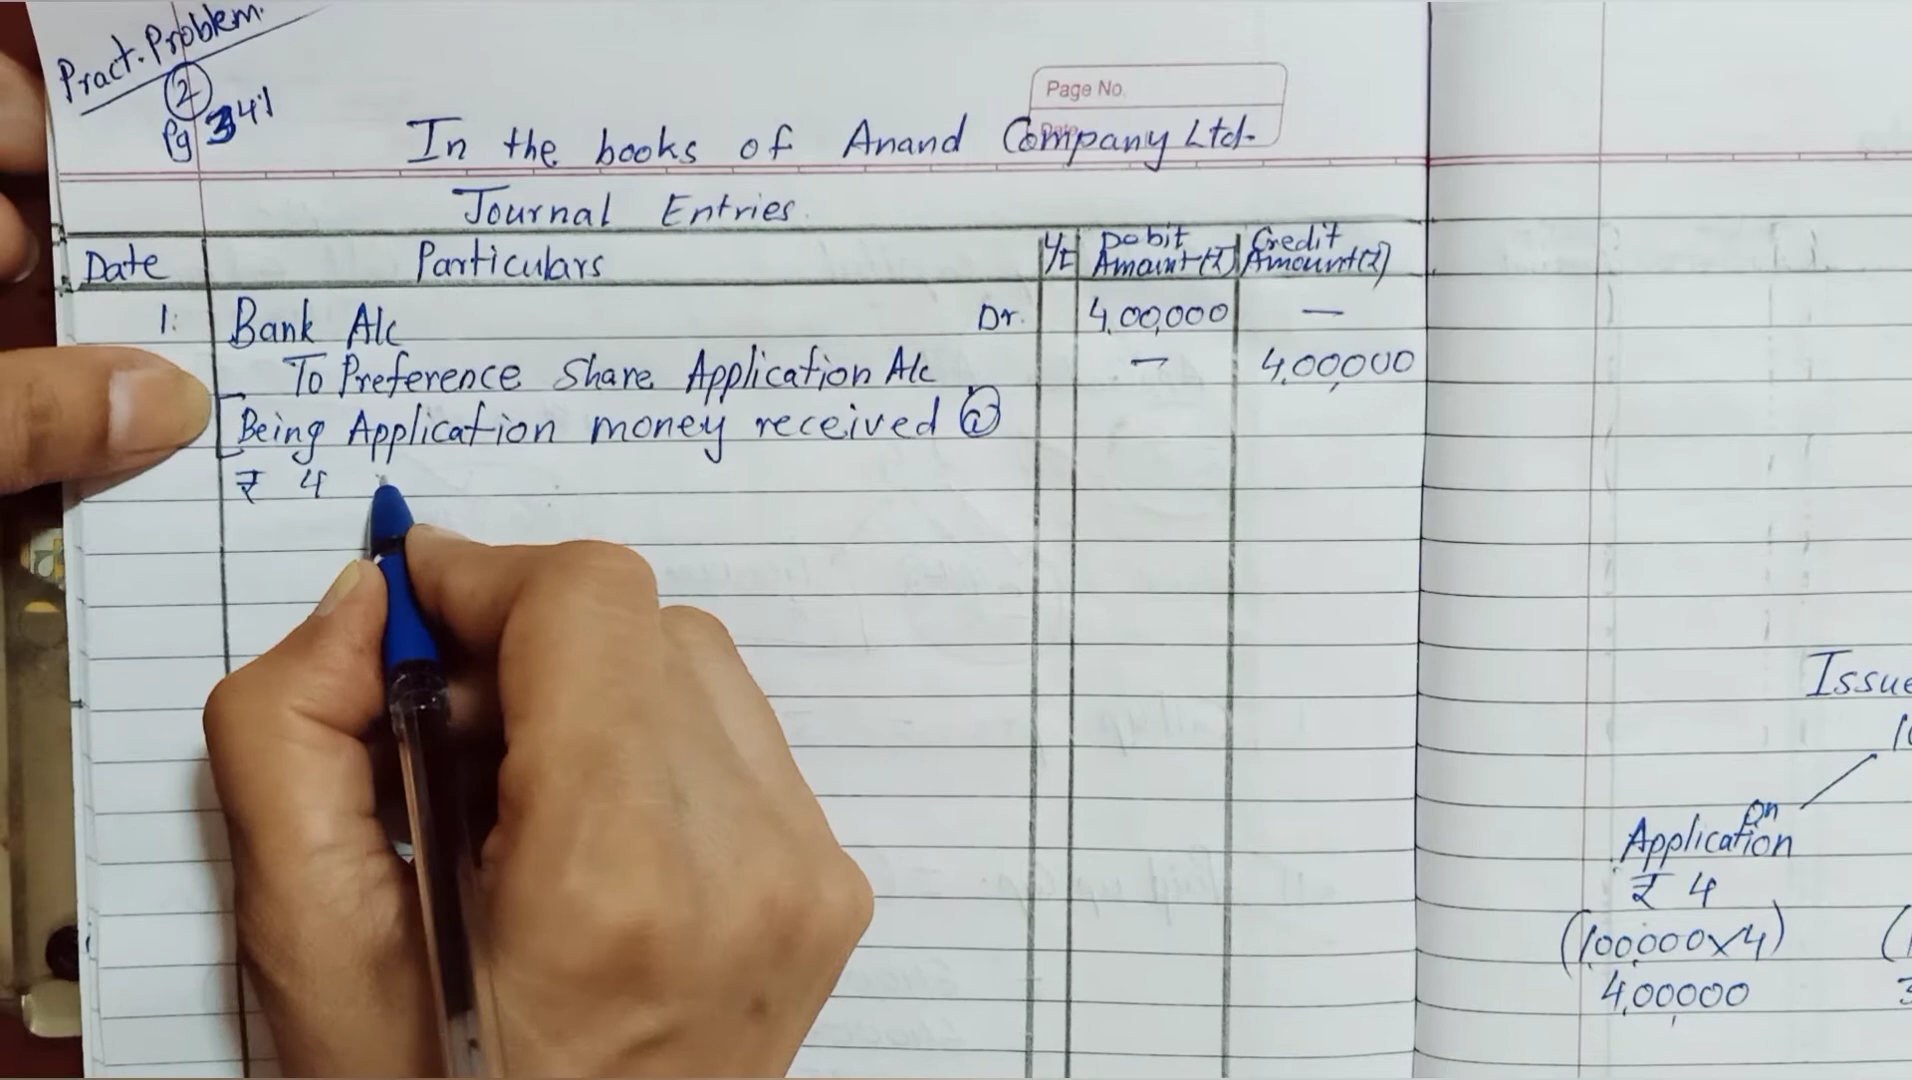 Pract. Problem.
2
Pg 341
Page No.
Date
In the books of Anand Company Ltd.
Journal Entries.
Date Particulars L/F Debit Amount(₹) Credit Amount(₹)
1. Bank A/c Dr. 4,00,000 —
To Preference Share Application A/c — 4,00,000
[Being Application money received @
₹ 4
Issue
On
Application
₹ 4
(1,00,000x4)
4,00,000